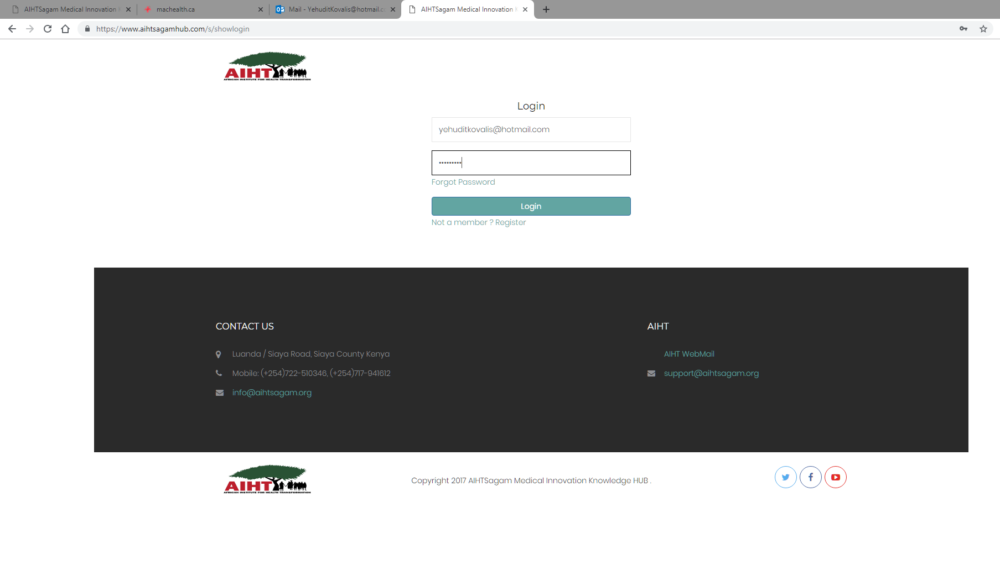 AIHTSagam Medical Innovation
machealth.ca
Mail - YehuditKovalis@hotmail.c
AIHTSagam Medical Innovation
https://www.aihtsagamhub.com/s/showlogin
AIHT
AFRICAN INSTITUTE FOR HEALTH TRANSFORMATION
Login
yehuditkovalis@hotmail.com
•••••••••
Forgot Password
Login
Not a member ? Register
CONTACT US
AIHT
Luanda / Siaya Road, Siaya County Kenya
AIHT WebMail
Mobile: (+254)722-510346, (+254)717-941612
support@aihtsagam.org
info@aihtsagam.org
AIHT
AFRICAN INSTITUTE FOR HEALTH TRANSFORMATION
Copyright 2017 AIHTSagam Medical Innovation Knowledge HUB .